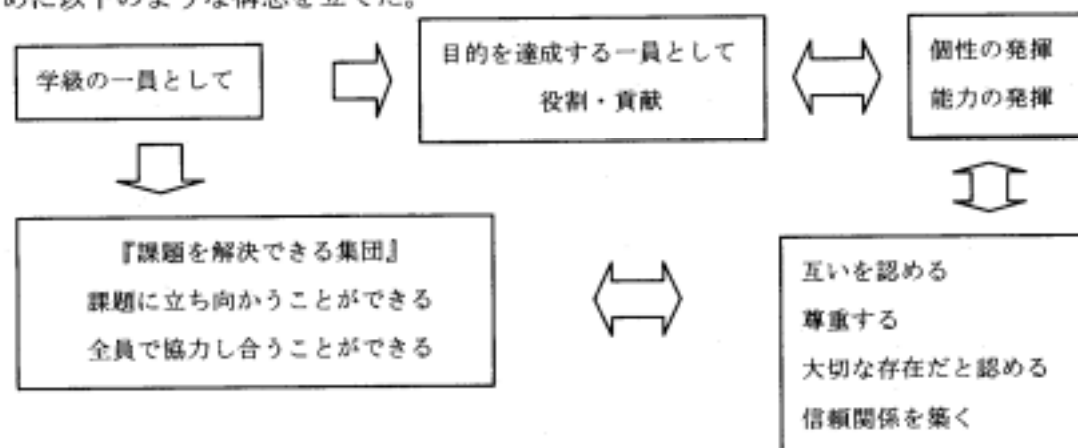 めに以下のような構想を立てた。
学級の一員として
目的を達成する一員として
役割・貢献
個性の発揮
能力の発揮
『課題を解決できる集団』
課題に立ち向かうことができる
全員で協力し合うことができる
互いを認める
尊重する
大切な存在だと認める
信頼関係を築く